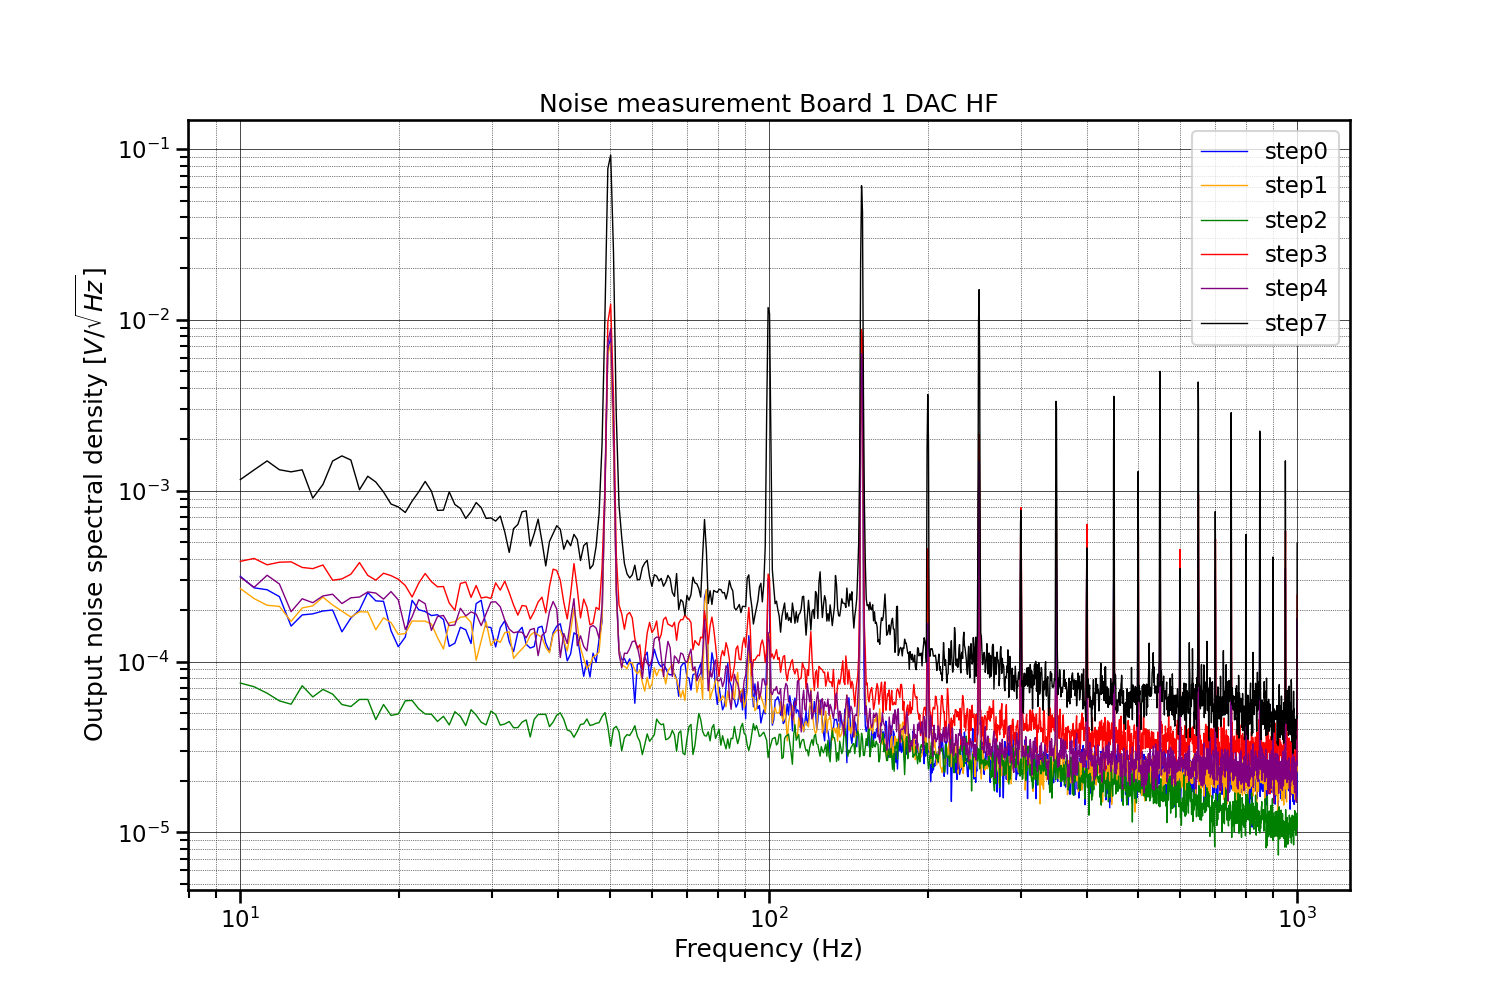 Noise measurement Board 1 DAC HF
step0
step1
step2
step3
step4
step7
10⁻¹
10⁻²
10⁻³
10⁻⁴
10⁻⁵
Output noise spectral density [V/√Hz]
10¹
10²
10³
Frequency (Hz)